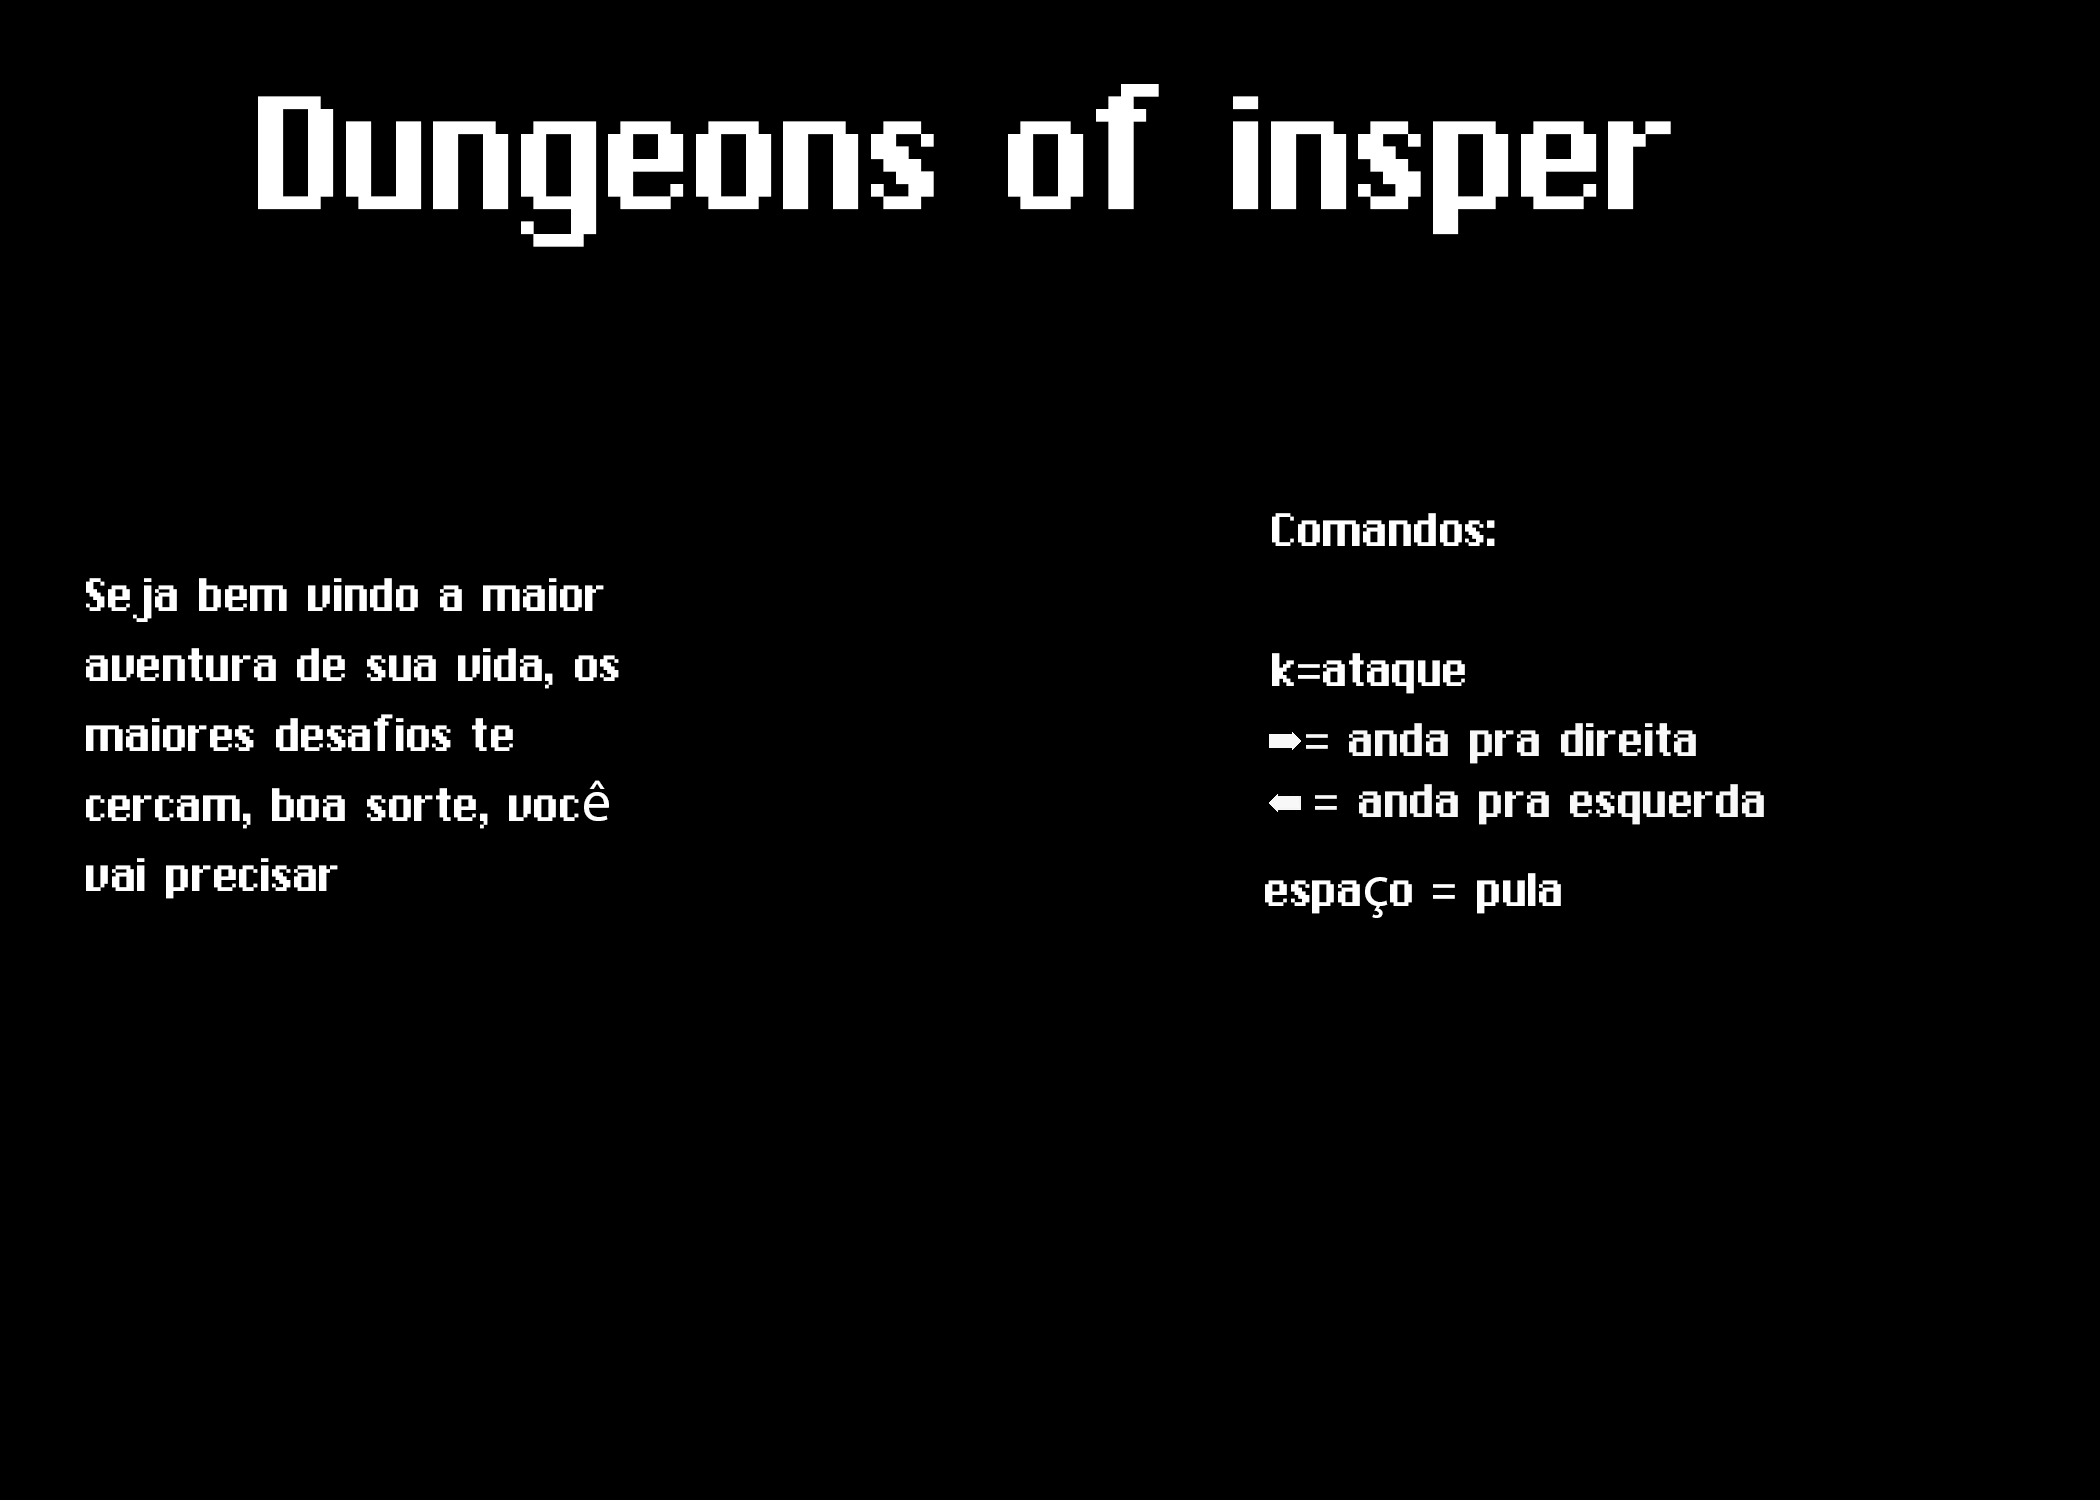 Dungeons of insper
Seja bem vindo a maior
aventura de sua vida, os
maiores desafios te
cercam, boa sorte, você
vai precisar
Comandos:
k=ataque
➡= anda pra direita
⬅ = anda pra esquerda
espaço = pula